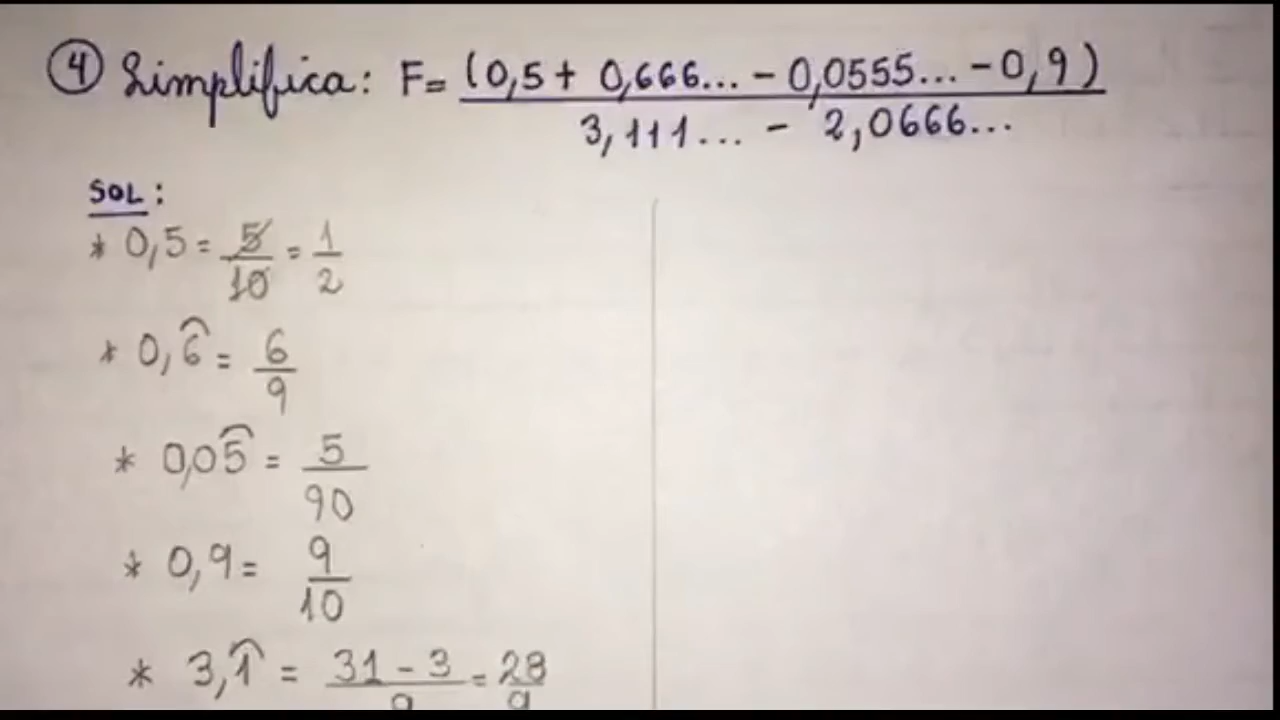 ④ Simplifica: F= (0,5 + 0,666... - 0,0555... - 0,9)
3,111... - 2,0666...
SOL:
* 0,5 = 5/10 = 1/2
* 0,6̑ = 6/9
* 0,05̑ = 5/90
* 0,9 = 9/10
* 3,1̑ = 31 - 3/9 = 28/9